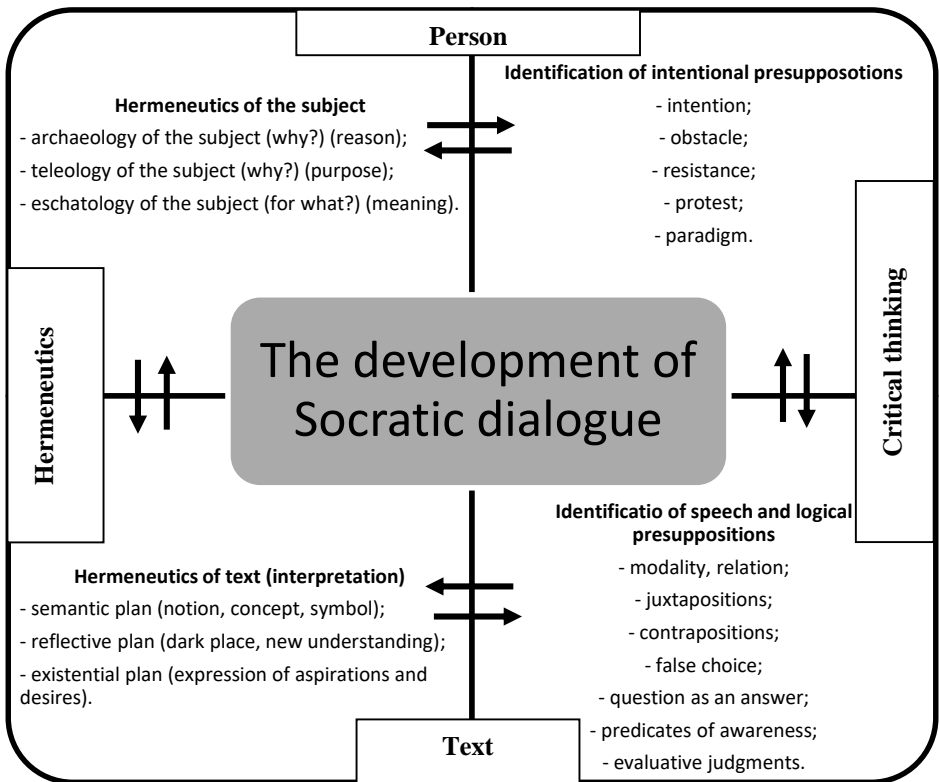 Person
Hermeneutics of the subject
- archaeology of the subject (why?) (reason);
- teleology of the subject (why?) (purpose);
- eschatology of the subject (for what?) (meaning).
Identification of intentional presupposotions
- intention;
- obstacle;
- resistance;
- protest;
- paradigm.
Hermeneutics
The development of
Socratic dialogue
Critical thinking
Hermeneutics of text (interpretation)
- semantic plan (notion, concept, symbol);
- reflective plan (dark place, new understanding);
- existential plan (expression of aspirations and
desires).
Identificatio of speech and logical
presuppositions
- modality, relation;
- juxtapositions;
- contrapositions;
- false choice;
- question as an answer;
- predicates of awareness;
- evaluative judgments.
Text